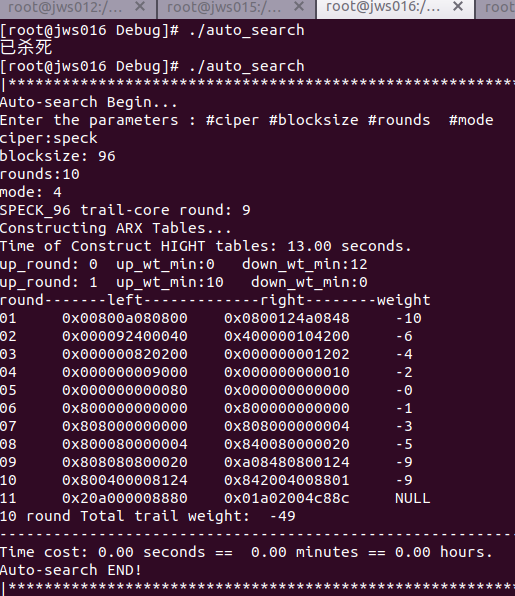 root@jws012:/... × root@jws015:/... × root@jws016:/... × root
[root@jws016 Debug]# ./auto_search
已杀死
[root@jws016 Debug]# ./auto_search
|*********************************************************
Auto-search Begin...
Enter the parameters : #ciper #blocksize #rounds  #mode
ciper:speck
blocksize: 96
rounds:10
mode: 4
SPECK_96 trail-core round: 9
Constructing ARX Tables...
Time of Construct HIGHT tables: 13.00 seconds.
up_round: 0  up_wt_min:0   down_wt_min:12
up_round: 1  up_wt_min:10   down_wt_min:0
round-------left-------------right--------weight
01     0x00800a080800    0x0800124a0848     -10
02     0x000092400040    0x400000104200     -6
03     0x000000820200    0x000000001202     -4
04     0x000000009000    0x000000000010     -2
05     0x000000000080    0x000000000000     -0
06     0x800000000000    0x800000000000     -1
07     0x808000000000    0x808000000004     -3
08     0x800080000004    0x840080000020     -5
09     0x808080800020    0xa08480800124     -9
10     0x800400008124    0x842004008801     -9
11     0x20a000008880    0x01a02004c88c     NULL
10 round Total trail weight:  -49
----------------------------------------------------------
Time cost: 0.00 seconds ==  0.00 minutes == 0.00 hours.
Auto-search END!
|*********************************************************